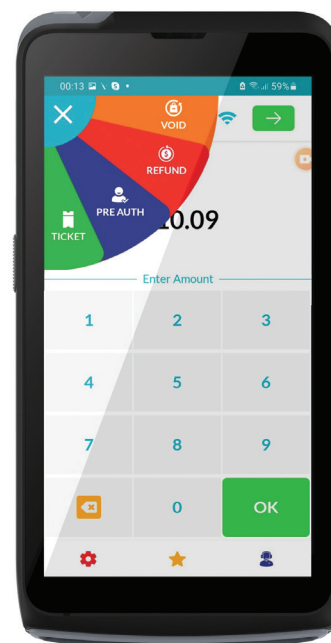 00:13 59%
VOID
REFUND
PRE AUTH
TICKET
0.09
Enter Amount
1 2 3
4 5 6
7 8 9
0 OK